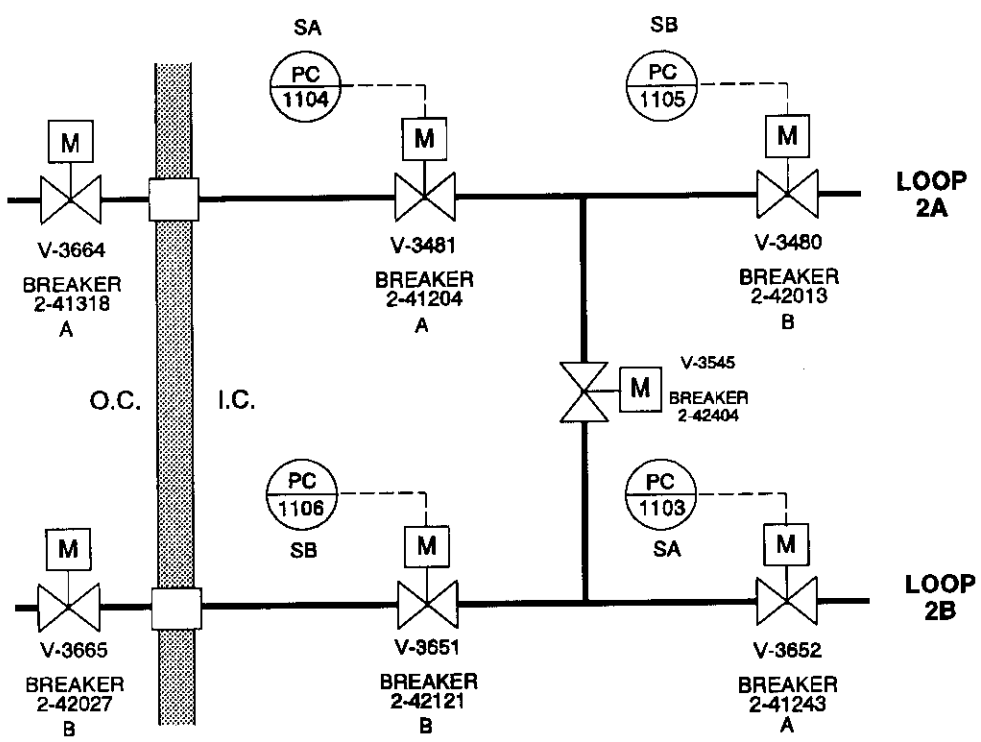 SA
PC
1104
M
M
V-3664
BREAKER
2-41318
A
V-3481
BREAKER
2-41204
A
SB
PC
1105
M
V-3480
BREAKER
2-42013
B
LOOP
2A
O.C.
I.C.
M
V-3545
BREAKER
2-42404
PC
1106
SB
M
M
V-3665
BREAKER
2-42027
B
V-3651
BREAKER
2-42121
B
PC
1103
SA
M
V-3652
BREAKER
2-41243
A
LOOP
2B